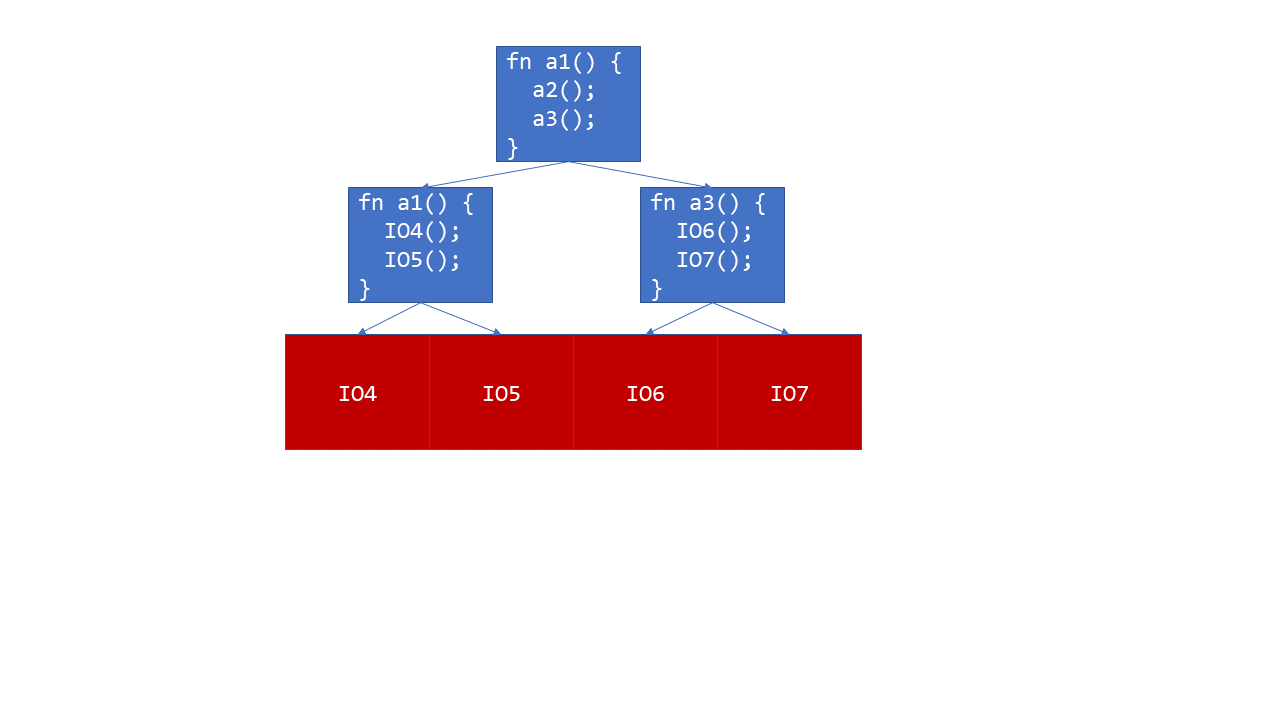 fn a1() {
  a2();
  a3();
}
fn a1() {
  IO4();
  IO5();
}
fn a3() {
  IO6();
  IO7();
}
IO4
IO5
IO6
IO7